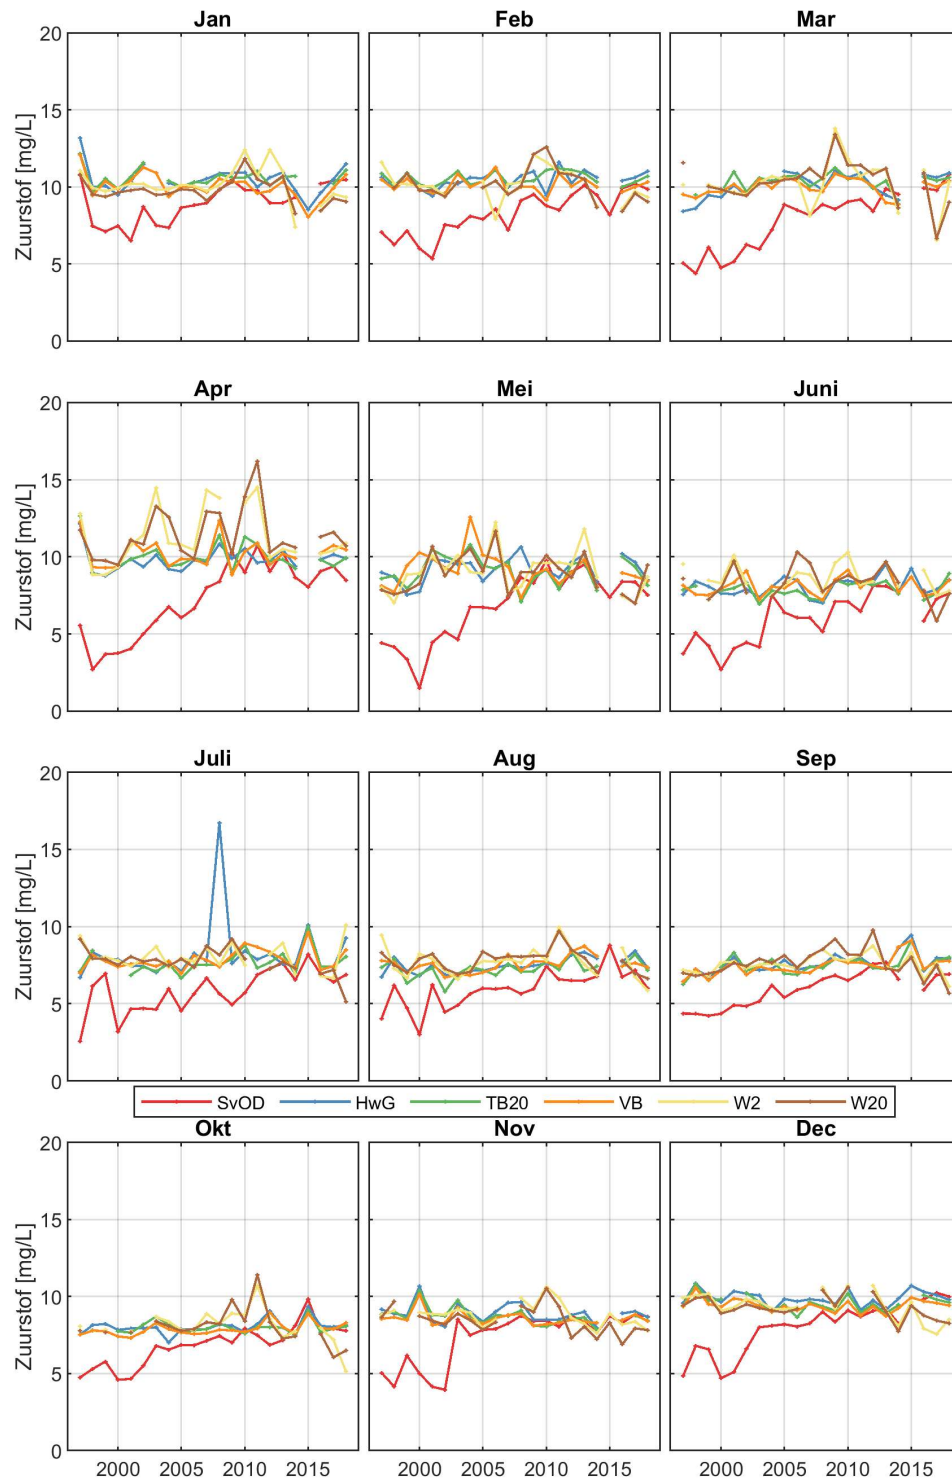 Jan Feb Mar
20
15
10
5
0
Zuurstof [mg/L]
Apr Mei Juni
20
15
10
5
0
Zuurstof [mg/L]
Juli Aug Sep
20
15
10
5
0
Zuurstof [mg/L]
SvOD HwG TB20 VB W2 W20
Okt Nov Dec
20
15
10
5
0
Zuurstof [mg/L]
2000 2005 2010 2015 2000 2005 2010 2015 2000 2005 2010 2015